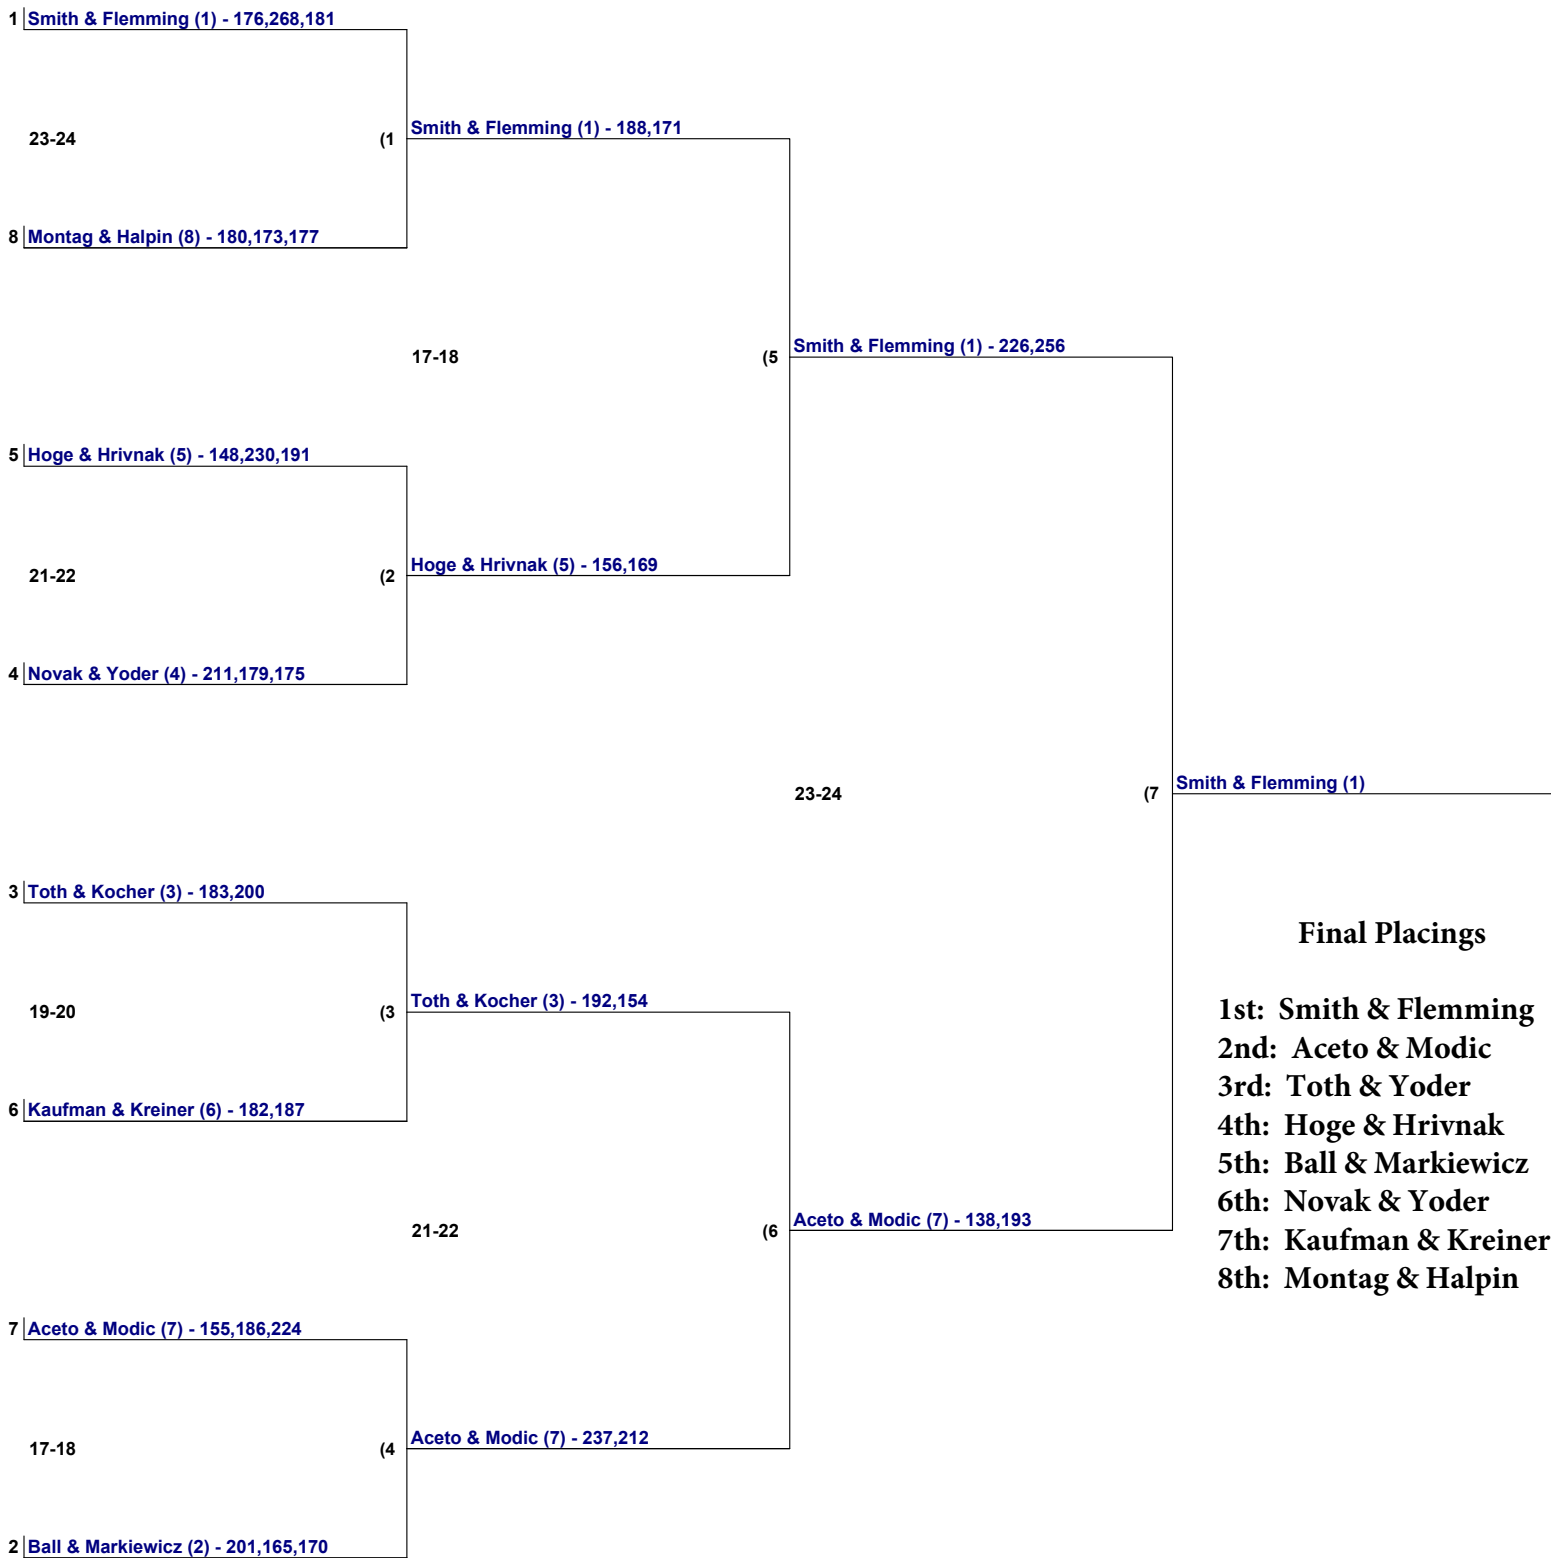 1 Smith & Flemming (1) - 176,268,181
Smith & Flemming (1) - 188,171
23-24 (1
8 Montag & Halpin (8) - 180,173,177
Smith & Flemming (1) - 226,256
17-18 (5
5 Hoge & Hrivnak (5) - 148,230,191
Hoge & Hrivnak (5) - 156,169
21-22 (2
4 Novak & Yoder (4) - 211,179,175
Smith & Flemming (1)
23-24 (7
3 Toth & Kocher (3) - 183,200
Toth & Kocher (3) - 192,154
19-20 (3
6 Kaufman & Kreiner (6) - 182,187
Aceto & Modic (7) - 138,193
21-22 (6
7 Aceto & Modic (7) - 155,186,224
Aceto & Modic (7) - 237,212
17-18 (4
2 Ball & Markiewicz (2) - 201,165,170
Final Placings
1st: Smith & Flemming
2nd: Aceto & Modic
3rd: Toth & Yoder
4th: Hoge & Hrivnak
5th: Ball & Markiewicz
6th: Novak & Yoder
7th: Kaufman & Kreiner
8th: Montag & Halpin